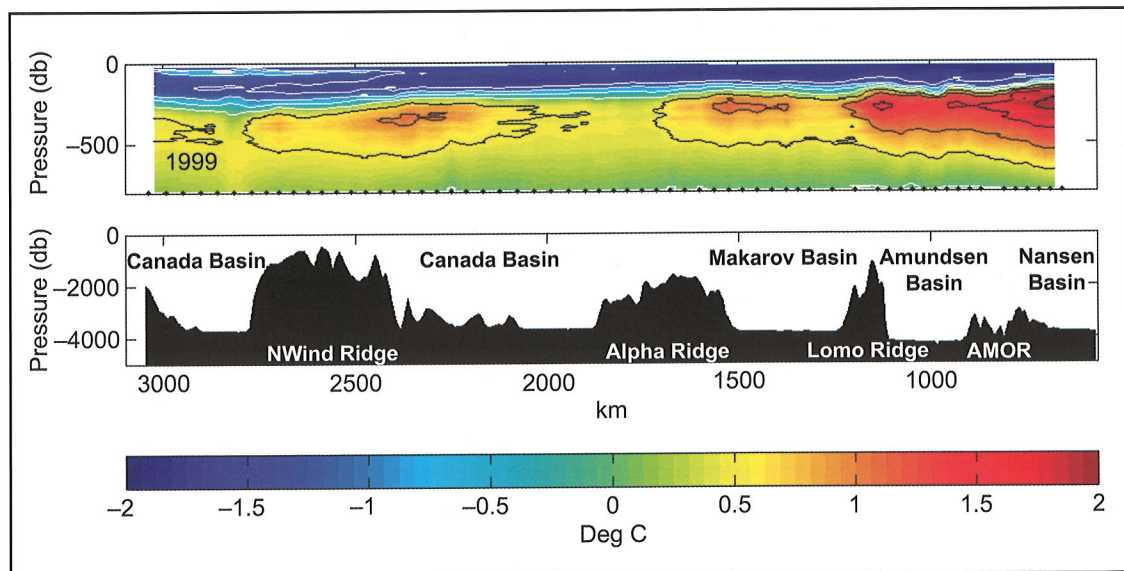 Pressure (db)
0
–500
1999
Pressure (db)
0
–2000
–4000
Canada Basin
Canada Basin
Makarov Basin
Amundsen
Basin
Nansen
Basin
NWind Ridge
Alpha Ridge
Lomo Ridge
AMOR
3000 2500 2000 1500 1000
km
–2 –1.5 –1 –0.5 0 0.5 1 1.5 2
Deg C